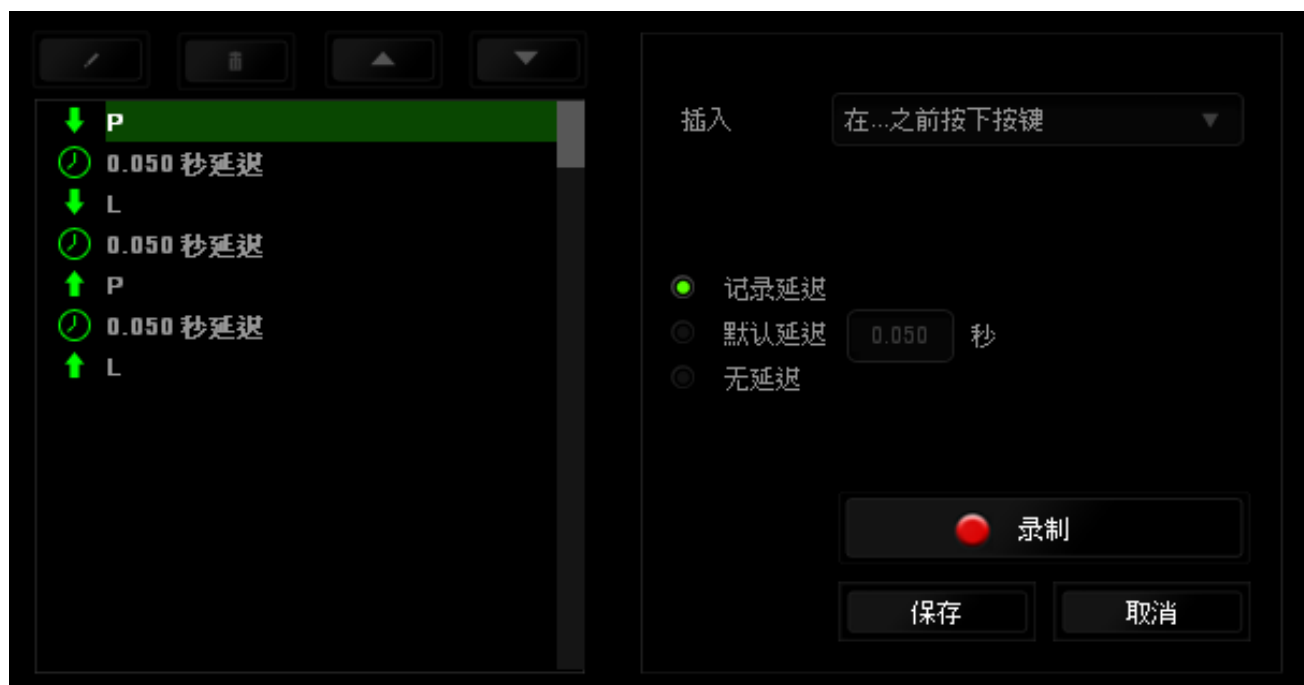 P
0.050 秒延迟
L
0.050 秒延迟
P
0.050 秒延迟
L
插入
在...之前按下按键
记录延迟
默认延迟 0.050 秒
无延迟
录制
保存 取消